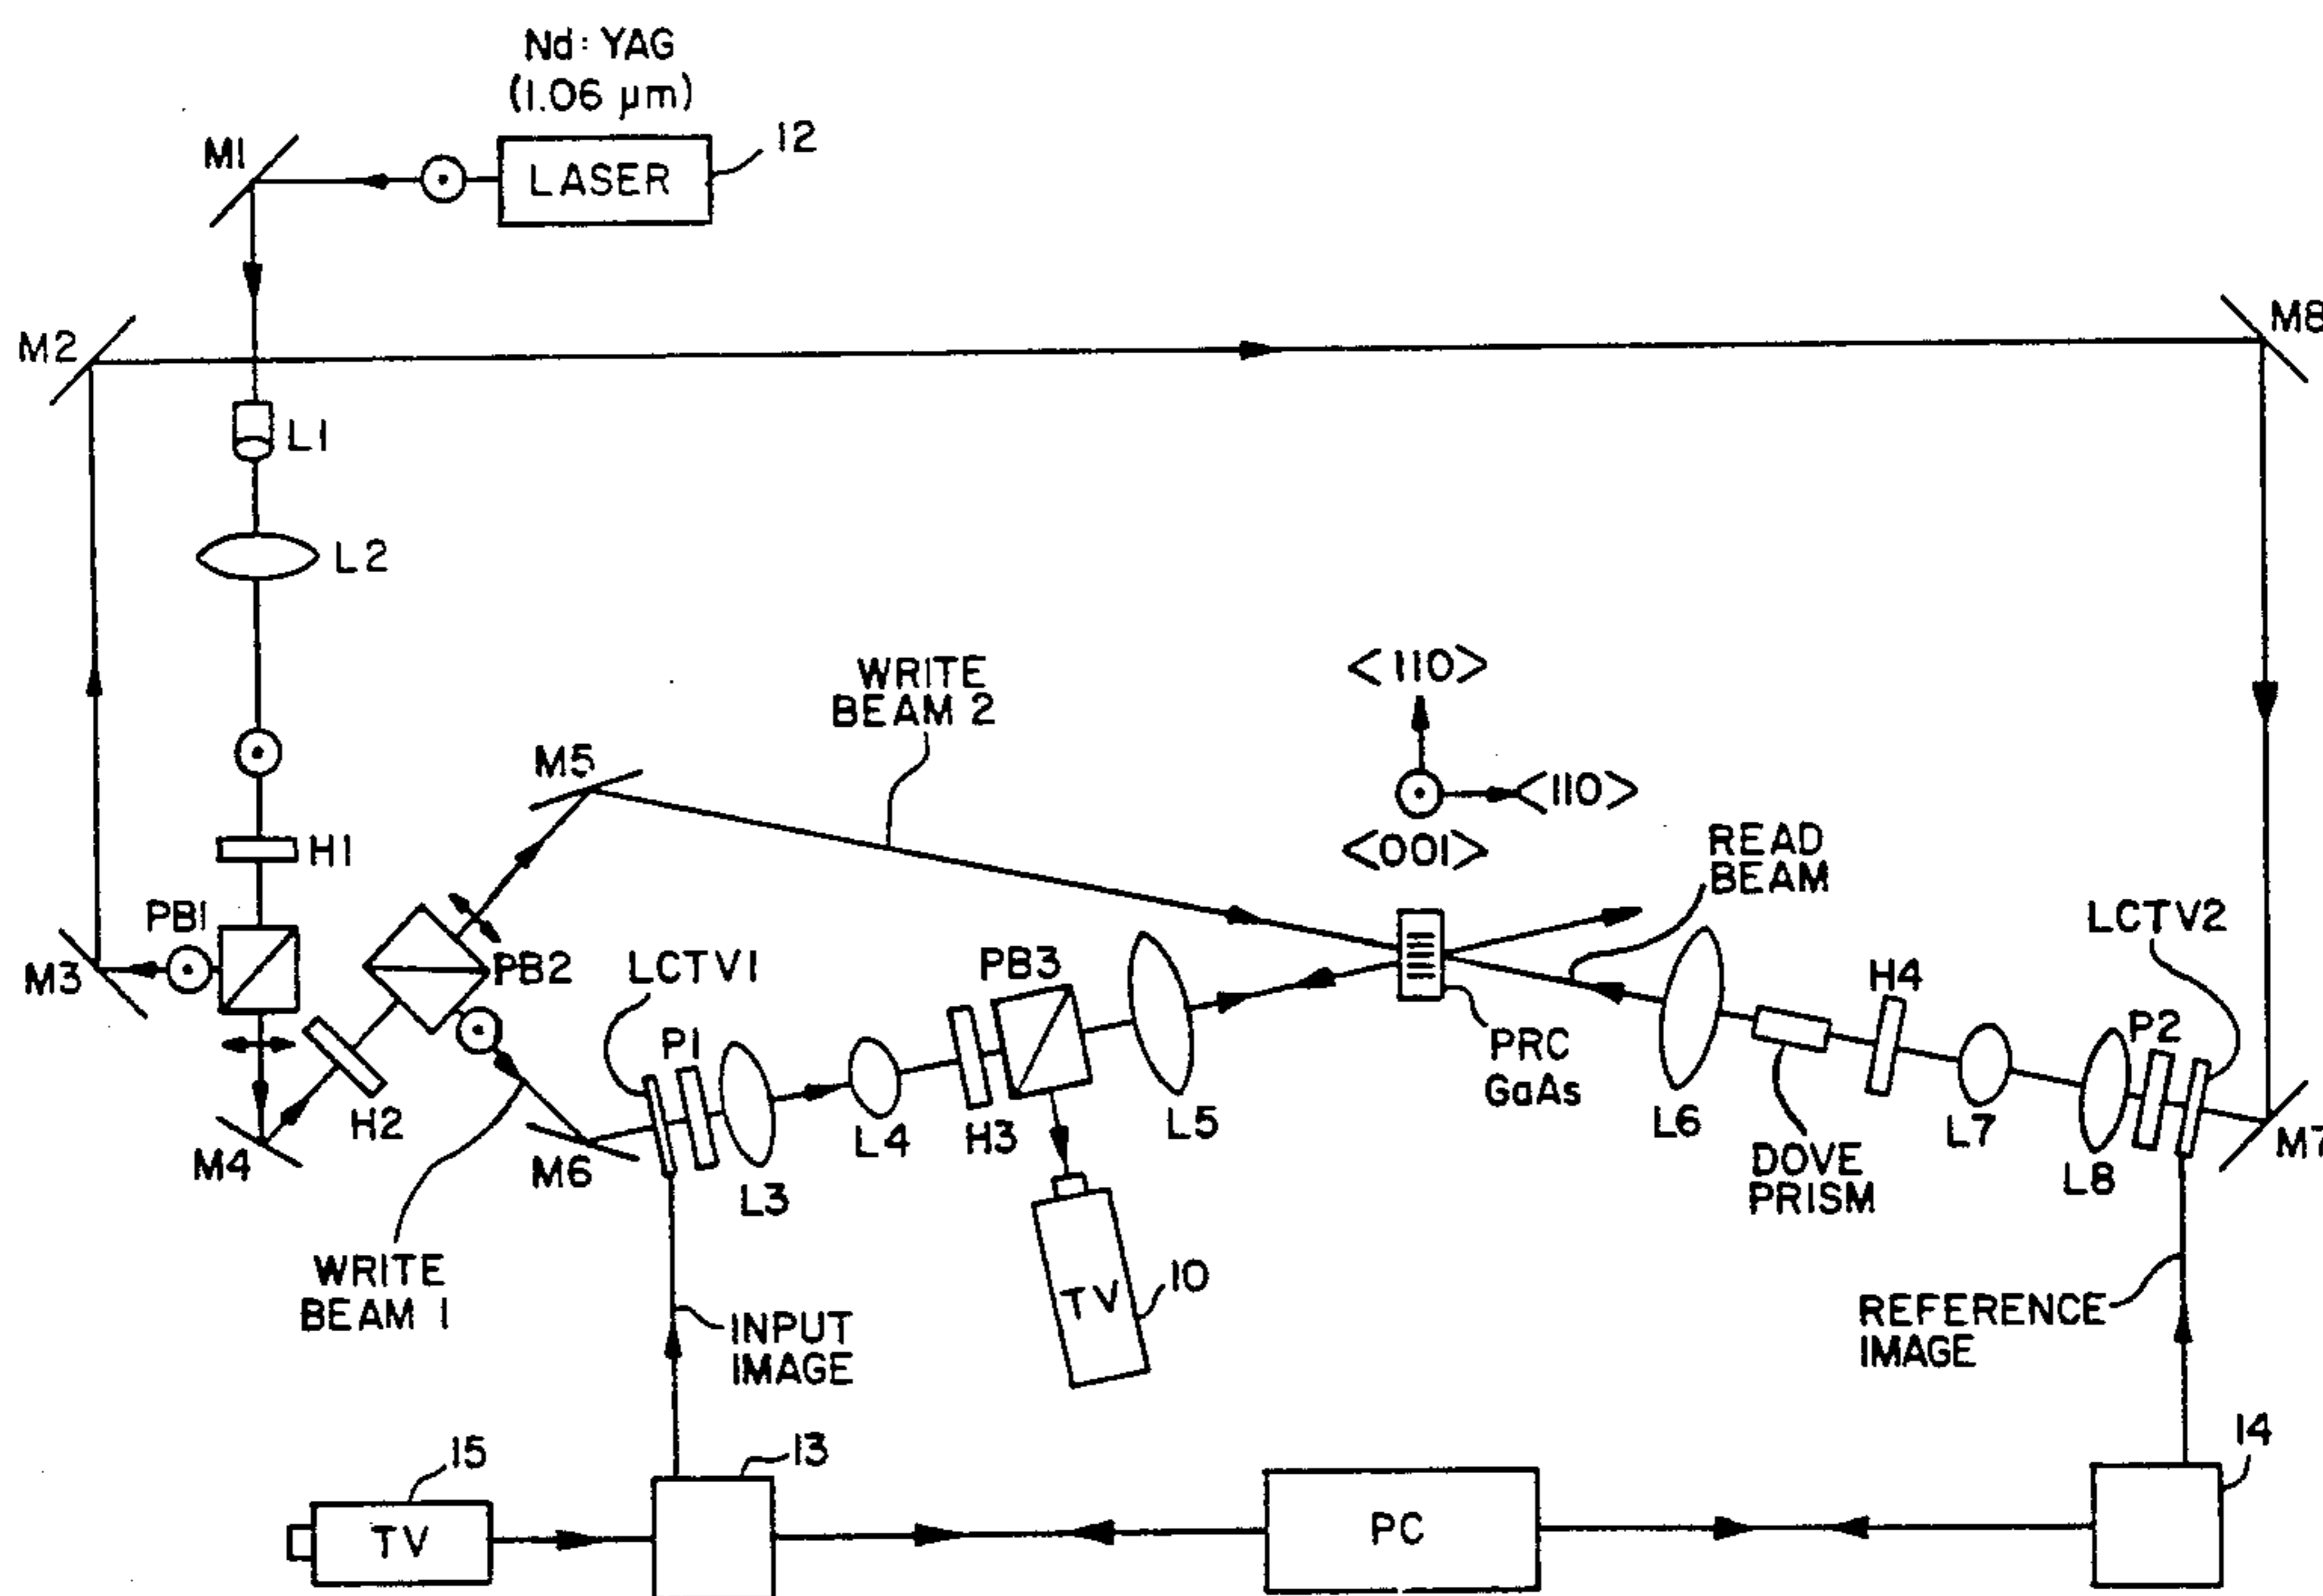 Nd: YAG
(1.06 µm)
12
M1
LASER
M2
M8
L1
L2
WRITE
BEAM 2
<110>
M5
<110>
H1
<001>
READ
BEAM
PB1
LCTV2
M3
PB2
LCTV1
PB3
H4
P1
P2
PRC
GaAs
H2
L4
H3
L5
L6
L7
M7
M4
M6
L3
DOVE
PRISM
L8
WRITE
BEAM 1
TV
10
INPUT
IMAGE
REFERENCE
IMAGE
15
13
14
TV
PC